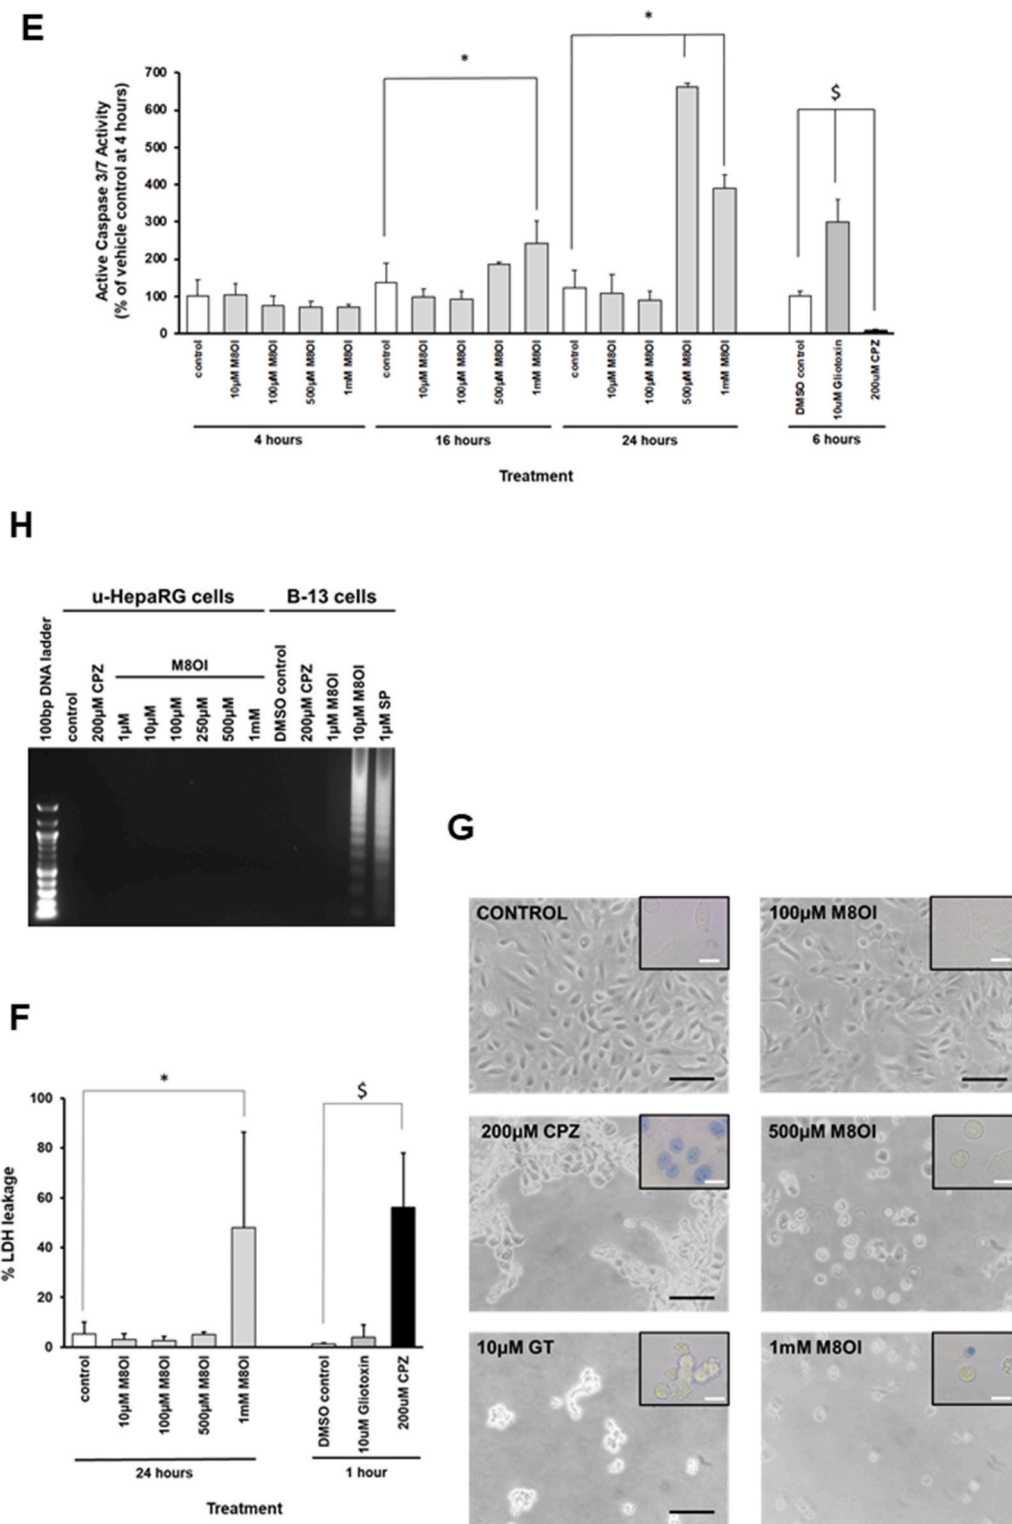 E
*
*
$
Active Caspase 3/7 Activity
(% of vehicle control at 4 hours)
700
600
500
400
300
200
100
0
control
10µM M8OI
100µM M8OI
500µM M8OI
1mM M8OI
control
10µM M8OI
100µM M8OI
500µM M8OI
1mM M8OI
control
10µM M8OI
100µM M8OI
500µM M8OI
1mM M8OI
DMSO control
10uM Gliotoxin
200uM CPZ
4 hours
16 hours
24 hours
6 hours
Treatment
H
u-HepaRG cells
B-13 cells
M8OI
100bp DNA ladder
control
200µM CPZ
1µM
10µM
100µM
250µM
500µM
1mM
DMSO control
200µM CPZ
1µM M8OI
10µM M8OI
1µM SP
G
CONTROL
100µM M8OI
200µM CPZ
500µM M8OI
10µM GT
1mM M8OI
F
*
$
% LDH leakage
100
80
60
40
20
0
control
10µM M8OI
100µM M8OI
500µM M8OI
1mM M8OI
DMSO control
10uM Gliotoxin
200uM CPZ
24 hours
1 hour
Treatment